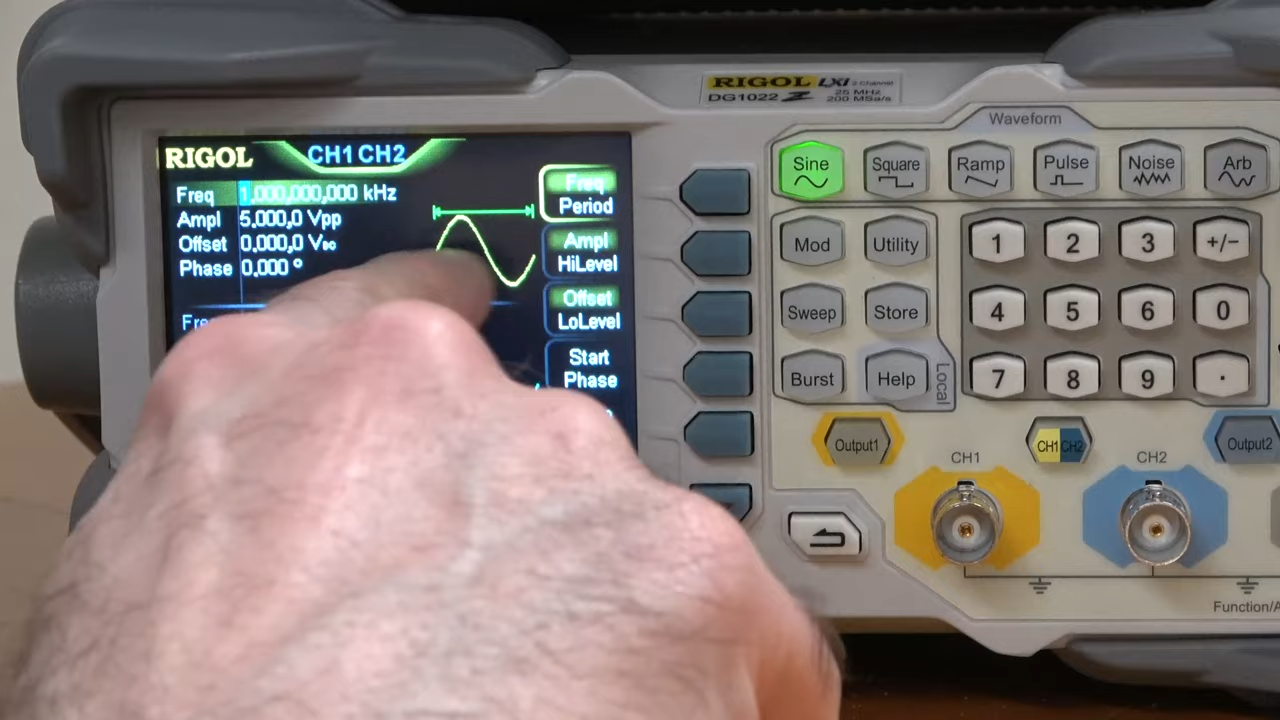 RIGOL LXI 2 Channel
DG1022 Z 25 MHz
200 MSa/s
Waveform
RIGOL CH1 CH2
Freq 1,000,000,000 kHz
Ampl 5.000,0 Vpp
Offset 0.000,0 VDC
Phase 0.000 °
Freq
Period
Ampl
HiLevel
Offset
LoLevel
Start
Phase
Sine Square Ramp Pulse Noise Arb
Mod Utility
Sweep Store
Burst Help
Local
1 2 3 +/−
4 5 6 0
7 8 9 .
Output1 CH1 CH2 Output2
CH1 CH2